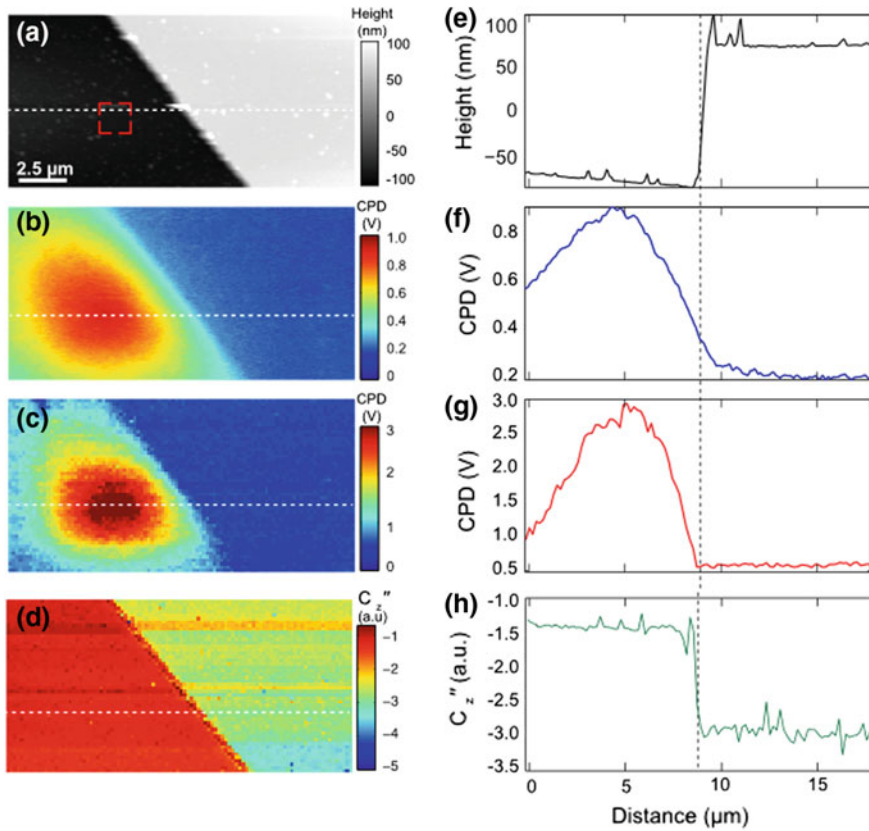 (a)
Height
(nm)
100
50
0
-50
-100
2.5 µm
(b)
CPD
(V)
1.0
0.8
0.6
0.4
0.2
0
(c)
CPD
(V)
3
2
1
0
(d)
C z ″
(a.u)
-1
-2
-3
-4
-5
(e)
Height (nm)
100
50
0
-50
(f)
CPD (V)
0.8
0.6
0.4
0.2
(g)
CPD (V)
3.0
2.5
2.0
1.0
0.5
(h)
C z ″ (a.u.)
-1.0
-1.5
-2.0
-2.5
-3.0
-3.5
0 5 10 15
Distance (µm)